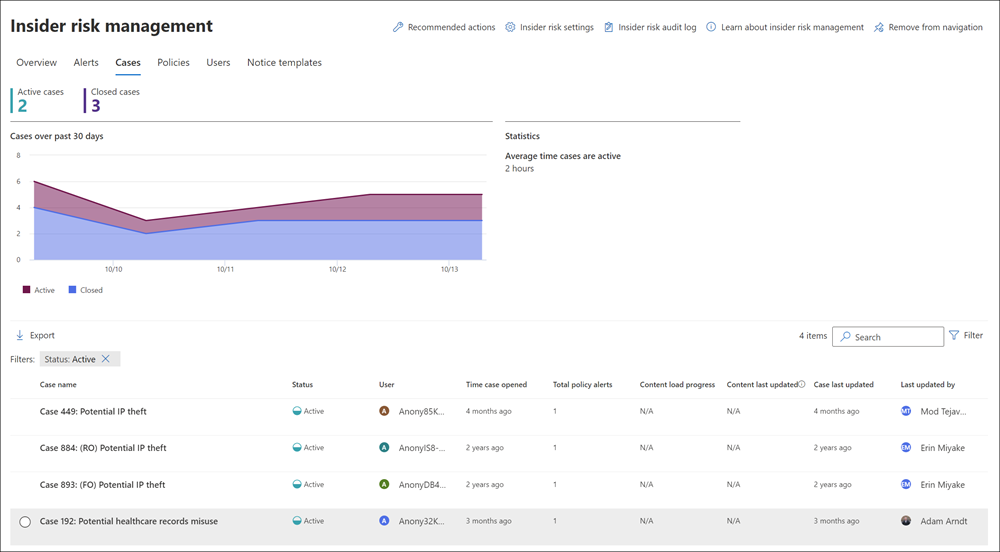 Insider risk management
Recommended actions Insider risk settings Insider risk audit log Learn about insider risk management Remove from navigation
Overview Alerts Cases Policies Users Notice templates
Active cases Closed cases
2 3
Cases over past 30 days
Statistics
Average time cases are active
2 hours
8
6
4
2
0
10/10 10/11 10/12 10/13
Active Closed
Export 4 items Search Filter
Filters: Status: Active
Case name Status User Time case opened Total policy alerts Content load progress Content last updated Case last updated Last updated by
Case 449: Potential IP theft Active A Anony85K... 4 months ago 1 N/A N/A 4 months ago MT Mod Tejav...
Case 884: (RO) Potential IP theft Active A AnonyIS8-... 2 years ago 1 N/A N/A 2 years ago EM Erin Miyake
Case 893: (FO) Potential IP theft Active A AnonyDB4... 2 years ago 1 N/A N/A 2 years ago EM Erin Miyake
Case 192: Potential healthcare records misuse Active A Anony32K... 3 months ago 1 N/A N/A 3 months ago Adam Arndt